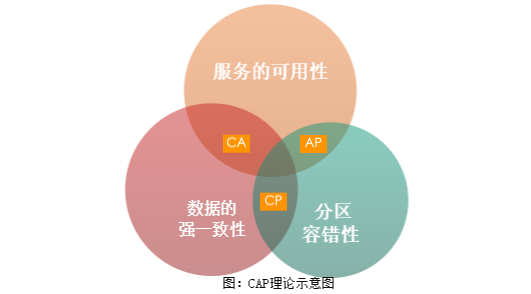 服务的可用性
CA
AP
CP
数据的
强一致性
分区
容错性
图：CAP理论示意图